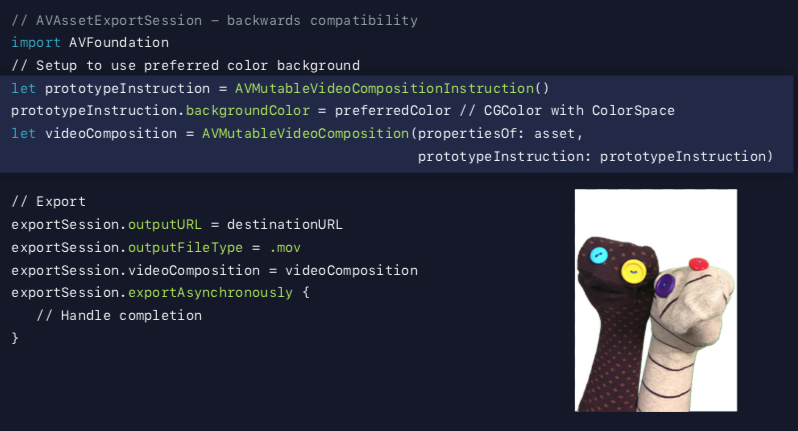 // AVAssetExportSession – backwards compatibility
import AVFoundation
// Setup to use preferred color background
let prototypeInstruction = AVMutableVideoCompositionInstruction()
prototypeInstruction.backgroundColor = preferredColor // CGColor with ColorSpace
let videoComposition = AVMutableVideoComposition(propertiesOf: asset,
prototypeInstruction: prototypeInstruction)
// Export
exportSession.outputURL = destinationURL
exportSession.outputFileType = .mov
exportSession.videoComposition = videoComposition
exportSession.exportAsynchronously {
// Handle completion
}